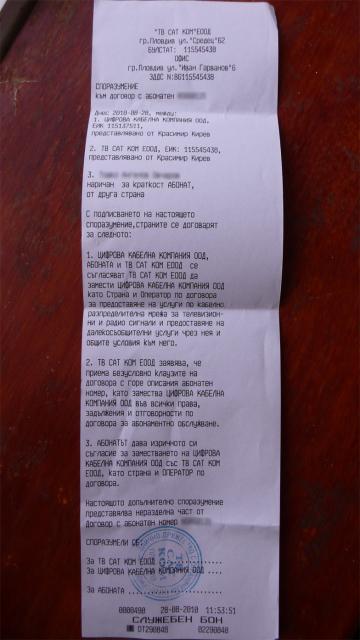 "ТВ САТ КОМ"ЕООД
гр.Пловдив ул."Средец"62
БУЛСТАТ: 115545438
ОФИС
гр.Пловдив ул."Иван Гарванов"6
ЗДДС N:BG115545438
СПОРАЗУМЕНИЕ
към договор с абонат
Днес 2010-08-20, между:
1. ЦИФРОВА КАБЕЛНА КОМПАНИЯ ООД,
ЕИК 115137511,
представлявано от Красимир Кирев
2. ТВ САТ КОМ ЕООД, ЕИК: 115545438,
представлявано от Красимир Кирев
3.
наричан за краткост АБОНАТ,
от друга страна
С подписването на настоящето
споразумение,страните се договарят
за следното:
1. ЦИФРОВА КАБЕЛНА КОМПАНИЯ ООД,
АБОНАТА и ТВ САТ КОМ ЕООД се
съгласяват ТВ САТ КОМ ЕООД да
замести ЦИФРОВА КАБЕЛНА КОМПАНИЯ ООД
като Страна и Оператор по договора
за предоставяне на услуги по кабелно
разпределителна мрежа за телевизион-
ни и радио сигнали и предоставяне на
далекосъобщителни услуги чрез нея и
общите условия към него.
2. ТВ САТ КОМ ЕООД заявява, че
приема безусловно клаузите на
договора с горе описания абонатен
номер, като замества ЦИФРОВА КАБЕЛНА
КОМПАНИЯ ООД във всички права,
задължения и отговорности по
договора за абонаментно обслужване.
3. АБОНАТЪТ дава изричното си
съгласие за заместването на ЦИФРОВА
КАБЕЛНА КОМПАНИЯ ООД със ТВ САТ КОМ
ЕООД, като страна и ОПЕРАТОР по
договора.
Настоящото допълнително споразумение
представлява неразделна част от
договор с абонатен номер
СПОРАЗУМЕЛИ СЕ:
За ТВ САТ КОМ ЕООД
За ЦИФРОВА КАБЕЛНА КОМПАНИЯ ООД ....
За АБОНАТА ......................
0000490 20-08-2010 11:53:51
СЛУЖЕБЕН БОН
DT290848 02290848